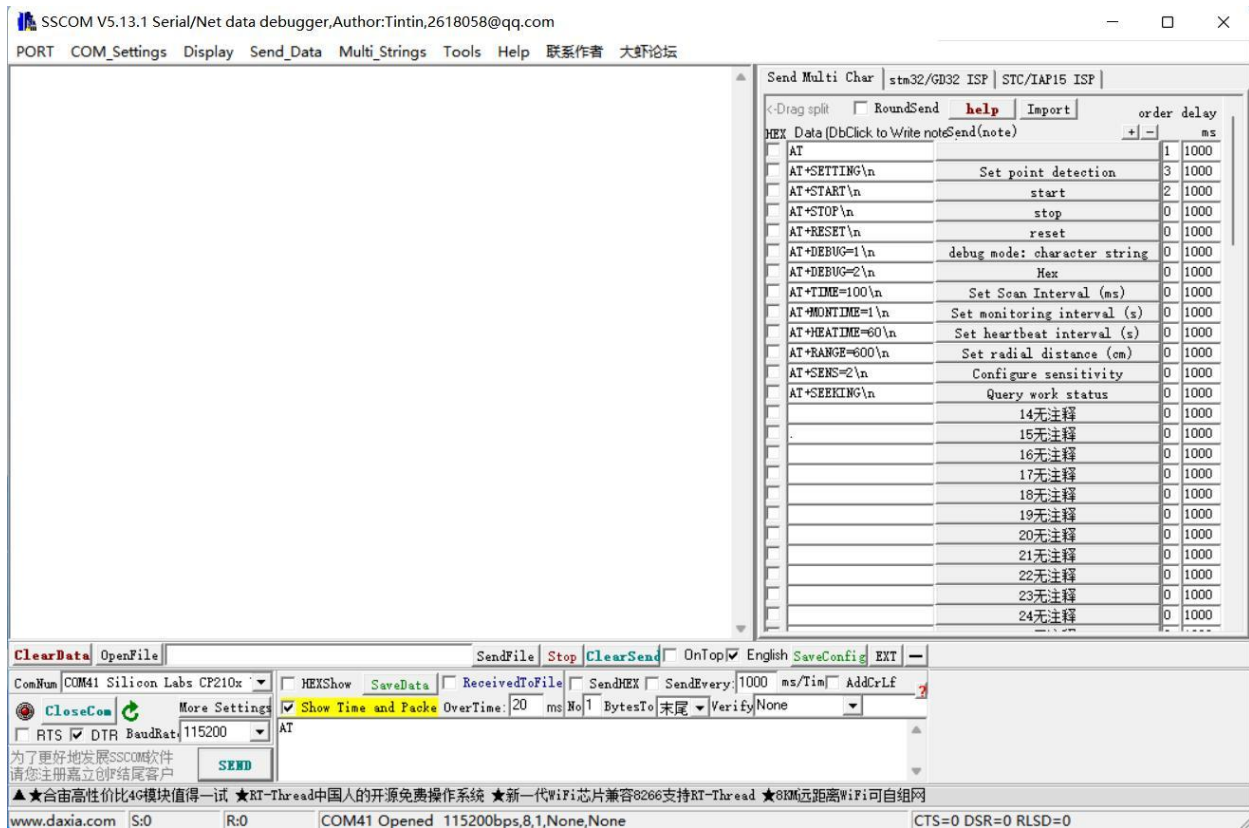 SSCOM V5.13.1 Serial/Net data debugger,Author:Tintin,2618058@qq.com
PORT COM_Settings Display Send_Data Multi_Strings Tools Help 联系作者 大虾论坛
Send Multi Char stm32/GD32 ISP STC/IAP15 ISP
<-Drag split RoundSend help Import order delay
HEX Data (DbClick to Write note Send(note) + - ms
AT 1 1000
AT+SETTING\n Set point detection 3 1000
AT+START\n start 2 1000
AT+STOP\n stop 0 1000
AT+RESET\n reset 0 1000
AT+DEBUG=1\n debug mode: character string 0 1000
AT+DEBUG=2\n Hex 0 1000
AT+TIME=100\n Set Scan Interval (ms) 0 1000
AT+MONTIME=1\n Set monitoring interval (s) 0 1000
AT+HEATIME=60\n Set heartbeat interval (s) 0 1000
AT+RANGE=600\n Set radial distance (cm) 0 1000
AT+SENS=2\n Configure sensitivity 0 1000
AT+SEEKING\n Query work status 0 1000
14无注释 0 1000
. 15无注释 0 1000
16无注释 0 1000
17无注释 0 1000
18无注释 0 1000
19无注释 0 1000
20无注释 0 1000
21无注释 0 1000
22无注释 0 1000
23无注释 0 1000
24无注释 0 1000
ClearData OpenFile SendFile Stop ClearSend OnTop English SaveConfig EXT —
ComNum COM41 Silicon Labs CP210x HEXShow SaveData ReceivedToFile SendHEX SendEvery: 1000 ms/Tim AddCrLf ?
CloseCom More Settings Show Time and Packe OverTime: 20 ms No 1 BytesTo 末尾 Verify None
RTS DTR BaudRat 115200 AT
为了更好地发展SSCOM软件
请您注册嘉立创F结尾客户 SEND
▲★合宙高性价比4G模块值得一试 ★RT-Thread中国人的开源免费操作系统 ★新一代WiFi芯片兼容8266支持RT-Thread ★8KM远距离WiFi可自组网
www.daxia.com S:0 R:0 COM41 Opened 115200bps,8,1,None,None CTS=0 DSR=0 RLSD=0